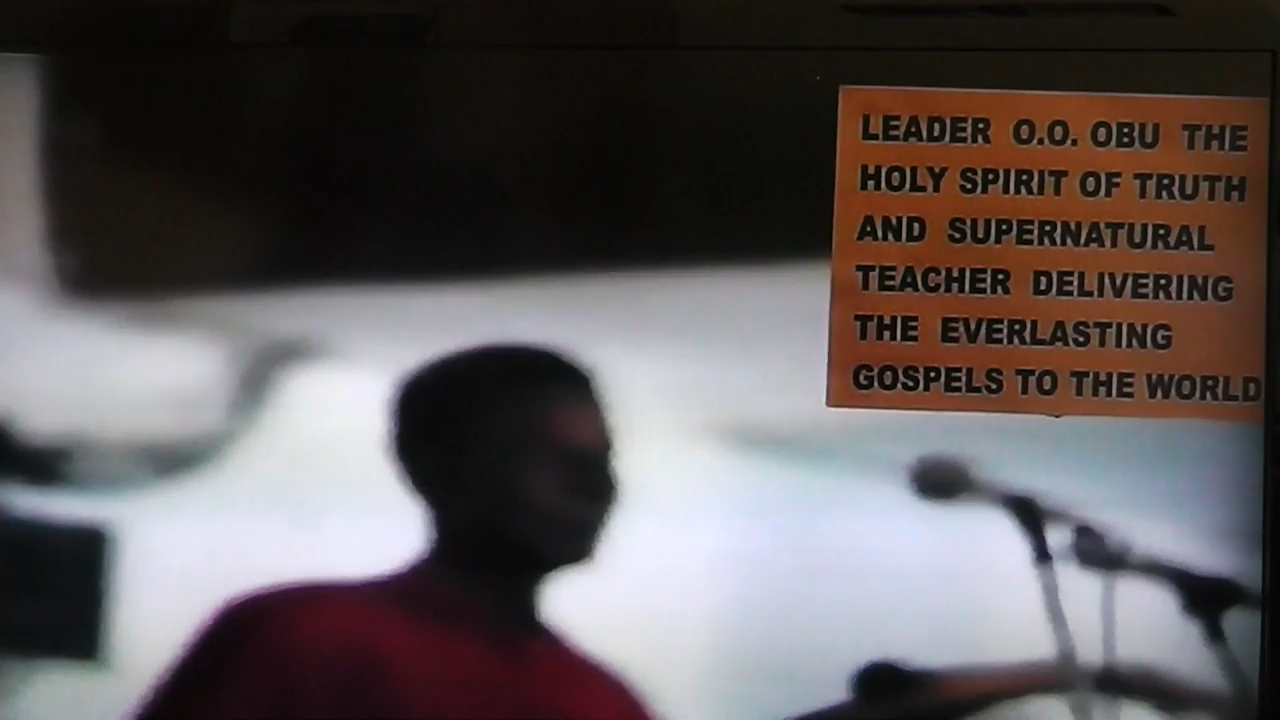 LEADER O.O. OBU THE
HOLY SPIRIT OF TRUTH
AND SUPERNATURAL
TEACHER DELIVERING
THE EVERLASTING
GOSPELS TO THE WORLD